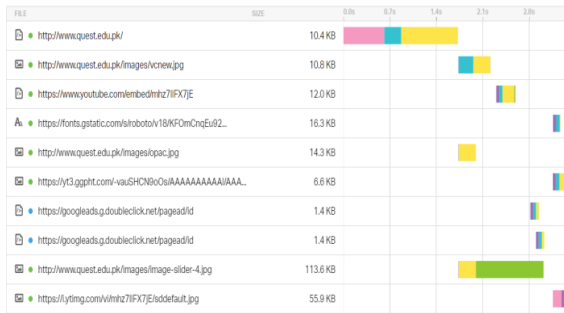 FILE SIZE 0.0s 0.7s 1.4s 2.1s 2.8s
http://www.quest.edu.pk/ 10.4 KB
http://www.quest.edu.pk/images/vcnew.jpg 10.8 KB
https://www.youtube.com/embed/mhz7IIFX7jE 12.0 KB
https://fonts.gstatic.com/s/roboto/v18/KFOmCnqEu92... 16.3 KB
http://www.quest.edu.pk/images/opac.jpg 14.3 KB
https://yt3.ggpht.com/-vauSHCN9oOs/AAAAAAAAAAI/AAA... 6.6 KB
https://googleads.g.doubleclick.net/pagead/id 1.4 KB
https://googleads.g.doubleclick.net/pagead/id 1.4 KB
http://www.quest.edu.pk/images/image-slider-4.jpg 113.6 KB
https://i.ytimg.com/vi/mhz7IIFX7jE/sddefault.jpg 55.9 KB